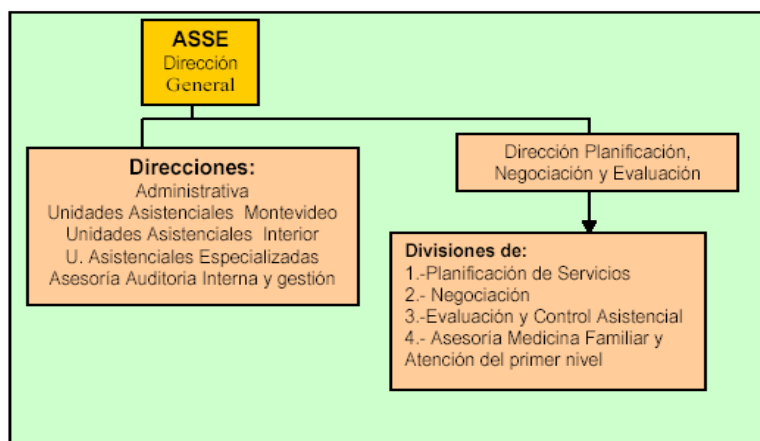 ASSE
Dirección
General
Direcciones:
Administrativa
Unidades Asistenciales Montevideo
Unidades Asistenciales Interior
U. Asistenciales Especializadas
Asesoría Auditoria Interna y gestión
Dirección Planificación,
Negociación y Evaluación
Divisiones de:
1.-Planificación de Servicios
2.- Negociación
3.-Evaluación y Control Asistencial
4.- Asesoría Medicina Familiar y
Atención del primer nivel